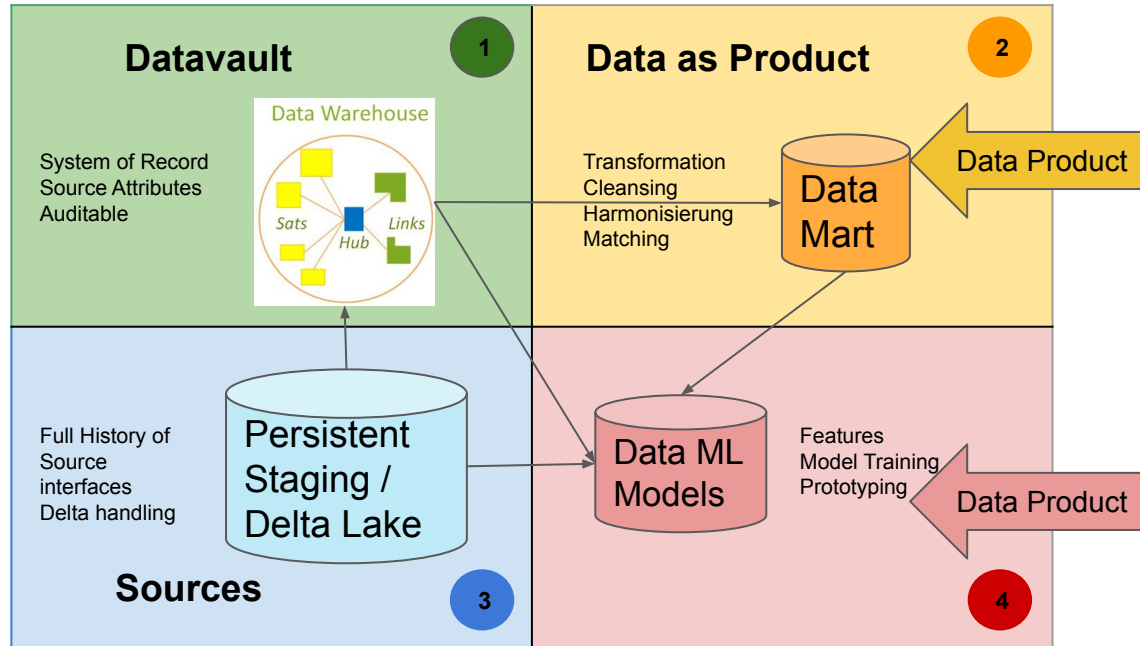 Datavault
1
Data Warehouse
Sats
Hub
Links
System of Record
Source Attributes
Auditable
Data as Product
2
Transformation
Cleansing
Harmonisierung
Matching
Data
Mart
Data Product
Full History of
Source
interfaces
Delta handling
Persistent
Staging /
Delta Lake
Sources
3
Data ML
Models
Features
Model Training
Prototyping
Data Product
4